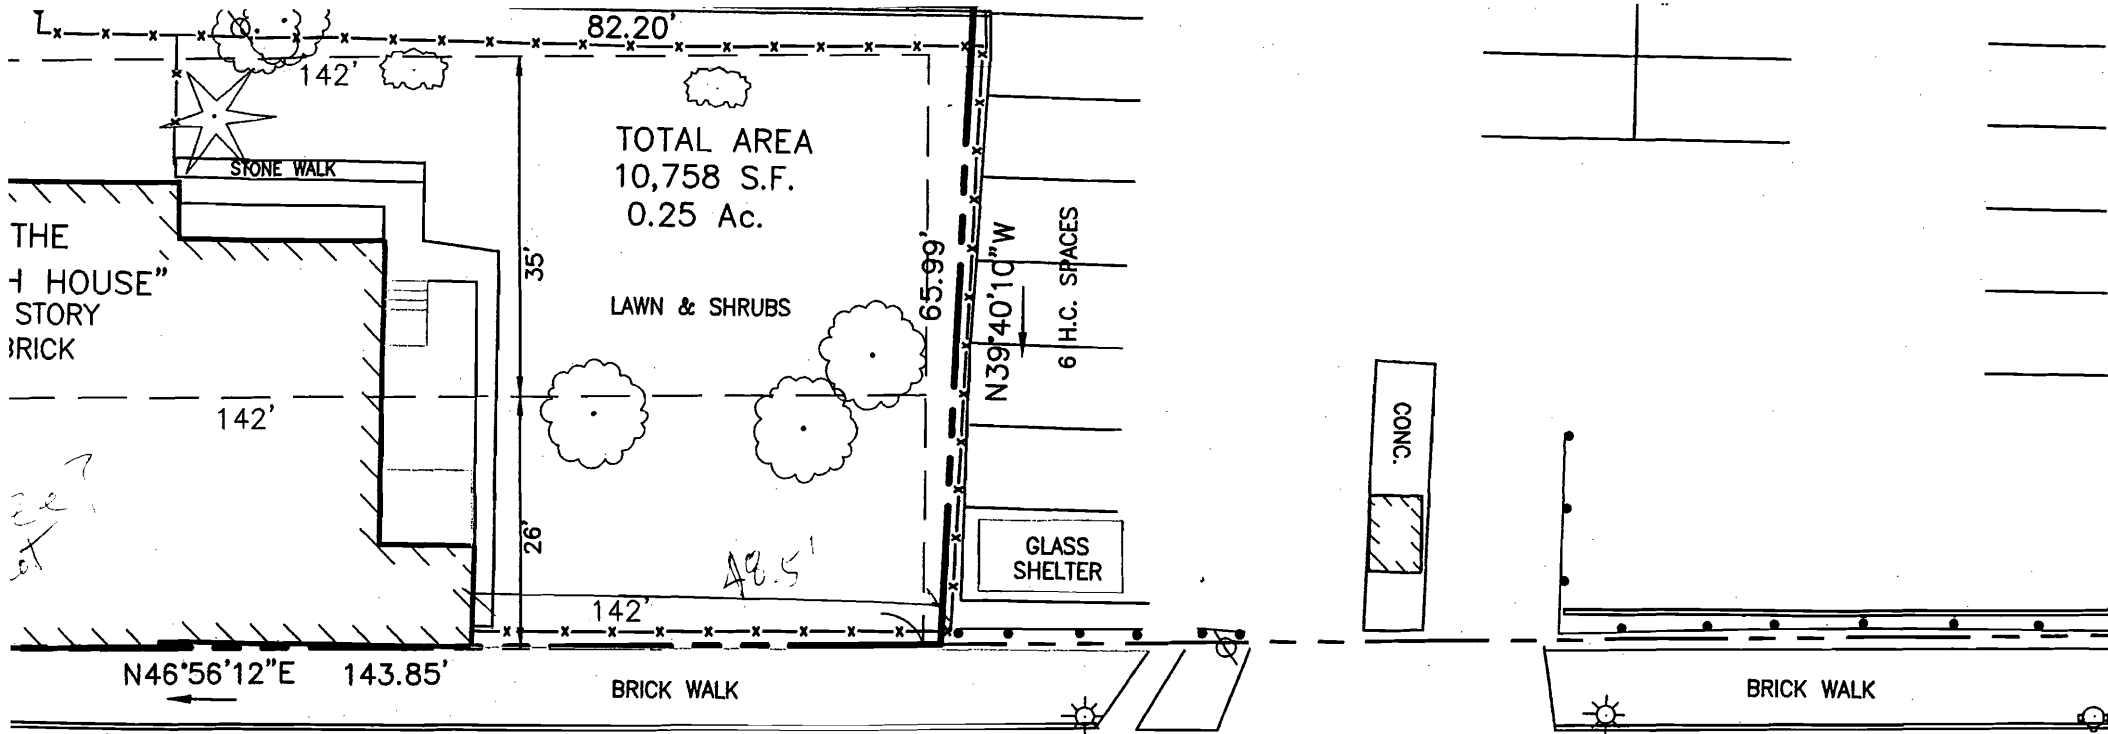 82.20'
142'
TOTAL AREA
10,758 S.F.
0.25 Ac.
STONE WALK
THE
H HOUSE"
STORY
BRICK
35'
LAWN & SHRUBS
65.99'
N39°40'10"W
6 H.C. SPACES
142'
CONC.
26'
48.5'
GLASS
SHELTER
142'
N46°56'12"E 143.85'
BRICK WALK
BRICK WALK